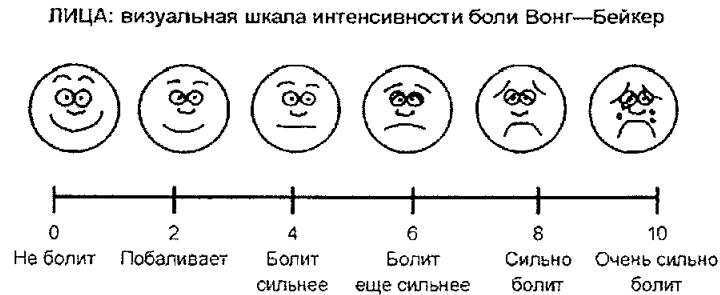 ЛИЦА: визуальная шкала интенсивности боли Вонг—Бейкер
0 2 4 6 8 10
Не болит Побаливает Болит Болит Сильно Очень сильно
сильнее еще сильнее болит болит